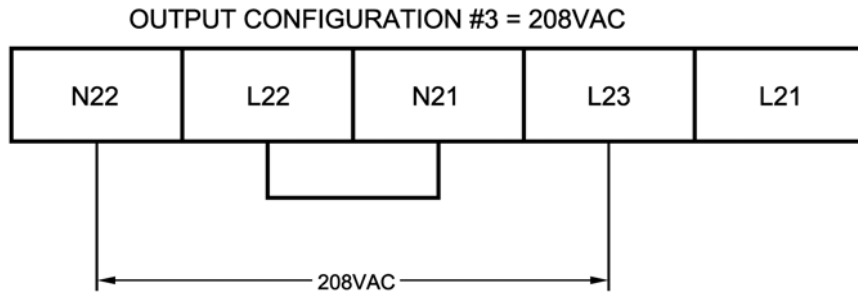 OUTPUT CONFIGURATION #3 = 208VAC
N22 L22 N21 L23 L21
208VAC